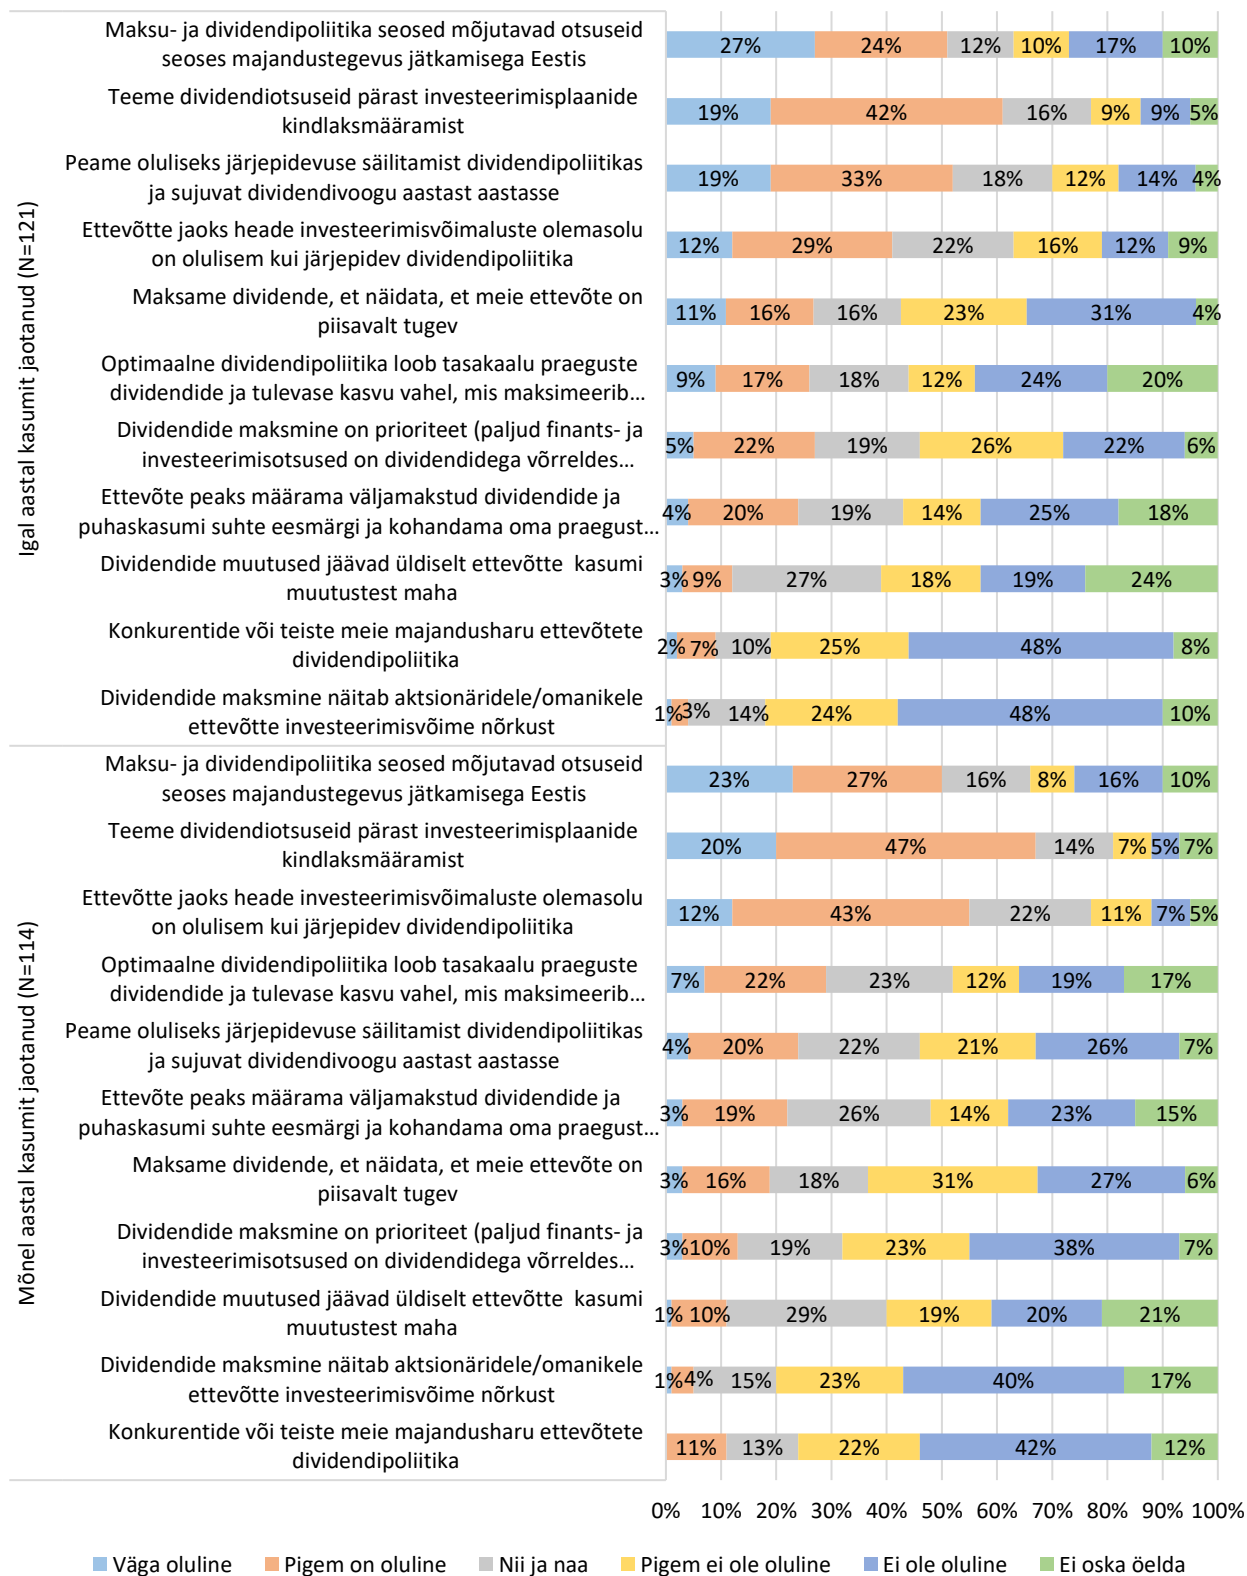 Igal aastal kasumit jaotanud (N=121)
Maksu- ja dividendipoliitika seosed mõjutavad otsuseid
seoses majandustegevus jätkamisega Eestis
27% 24% 12% 10% 17% 10%
Teeme dividendiotsuseid pärast investeerimisplaanide
kindlaksmääramist
19% 42% 16% 9% 9% 5%
Peame oluliseks järjepidevuse säilitamist dividendipoliitikas
ja sujuvat dividendivoogu aastast aastasse
19% 33% 18% 12% 14% 4%
Ettevõtte jaoks heade investeerimisvõimaluste olemasolu
on olulisem kui järjepidev dividendipoliitika
12% 29% 22% 16% 12% 9%
Maksame dividende, et näidata, et meie ettevõte on
piisavalt tugev
11% 16% 16% 23% 31% 4%
Optimaalne dividendipoliitika loob tasakaalu praeguste
dividendide ja tulevase kasvu vahel, mis maksimeerib...
9% 17% 18% 12% 24% 20%
Dividendide maksmine on prioriteet (paljud finants- ja
investeerimisotsused on dividendidega võrreldes...
5% 22% 19% 26% 22% 6%
Ettevõte peaks määrama väljamakstud dividendide ja
puhaskasumi suhte eesmärgi ja kohandama oma praegust...
4% 20% 19% 14% 25% 18%
Dividendide muutused jäävad üldiselt ettevõtte kasumi
muutustest maha
3% 9% 27% 18% 19% 24%
Konkurentide või teiste meie majandusharu ettevõtete
dividendipoliitika
2% 7% 10% 25% 48% 8%
Dividendide maksmine näitab aktsionäridele/omanikele
ettevõtte investeerimisvõime nõrkust
1% 3% 14% 24% 48% 10%
Mõnel aastal kasumit jaotanud (N=114)
Maksu- ja dividendipoliitika seosed mõjutavad otsuseid
seoses majandustegevus jätkamisega Eestis
23% 27% 16% 8% 16% 10%
Teeme dividendiotsuseid pärast investeerimisplaanide
kindlaksmääramist
20% 47% 14% 7% 5% 7%
Ettevõtte jaoks heade investeerimisvõimaluste olemasolu
on olulisem kui järjepidev dividendipoliitika
12% 43% 22% 11% 7% 5%
Optimaalne dividendipoliitika loob tasakaalu praeguste
dividendide ja tulevase kasvu vahel, mis maksimeerib...
7% 22% 23% 12% 19% 17%
Peame oluliseks järjepidevuse säilitamist dividendipoliitikas
ja sujuvat dividendivoogu aastast aastasse
4% 20% 22% 21% 26% 7%
Ettevõte peaks määrama väljamakstud dividendide ja
puhaskasumi suhte eesmärgi ja kohandama oma praegust...
3% 19% 26% 14% 23% 15%
Maksame dividende, et näidata, et meie ettevõte on
piisavalt tugev
3% 16% 18% 31% 27% 6%
Dividendide maksmine on prioriteet (paljud finants- ja
investeerimisotsused on dividendidega võrreldes...
3% 10% 19% 23% 38% 7%
Dividendide muutused jäävad üldiselt ettevõtte kasumi
muutustest maha
1% 10% 29% 19% 20% 21%
Dividendide maksmine näitab aktsionäridele/omanikele
ettevõtte investeerimisvõime nõrkust
1% 4% 15% 23% 40% 17%
Konkurentide või teiste meie majandusharu ettevõtete
dividendipoliitika
11% 13% 22% 42% 12%
0% 10% 20% 30% 40% 50% 60% 70% 80% 90% 100%
Väga oluline Pigem on oluline Nii ja naa Pigem ei ole oluline Ei ole oluline Ei oska öelda